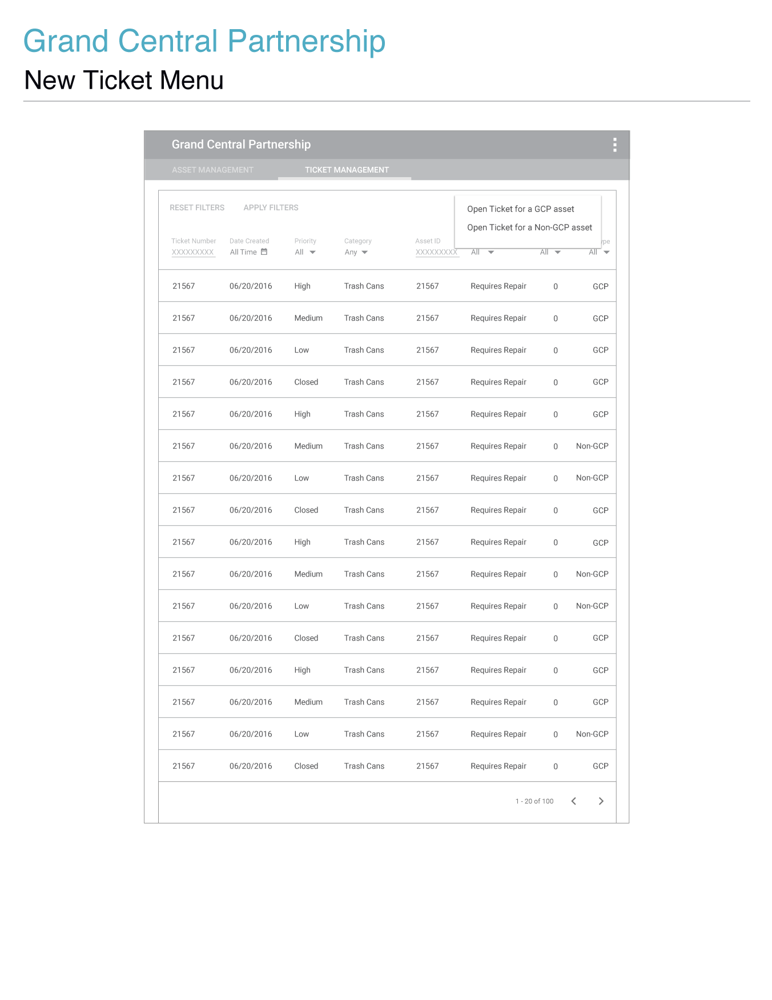 Grand Central Partnership
New Ticket Menu
Grand Central Partnership
ASSET MANAGEMENT TICKET MANAGEMENT
RESET FILTERS APPLY FILTERS
Open Ticket for a GCP asset
Open Ticket for a Non-GCP asset
Ticket Number Date Created Priority Category Asset ID
XXXXXXXXX All Time All Any XXXXXXXXX All All All
21567 06/20/2016 High Trash Cans 21567 Requires Repair 0 GCP
21567 06/20/2016 Medium Trash Cans 21567 Requires Repair 0 GCP
21567 06/20/2016 Low Trash Cans 21567 Requires Repair 0 GCP
21567 06/20/2016 Closed Trash Cans 21567 Requires Repair 0 GCP
21567 06/20/2016 High Trash Cans 21567 Requires Repair 0 GCP
21567 06/20/2016 Medium Trash Cans 21567 Requires Repair 0 Non-GCP
21567 06/20/2016 Low Trash Cans 21567 Requires Repair 0 Non-GCP
21567 06/20/2016 Closed Trash Cans 21567 Requires Repair 0 GCP
21567 06/20/2016 High Trash Cans 21567 Requires Repair 0 GCP
21567 06/20/2016 Medium Trash Cans 21567 Requires Repair 0 Non-GCP
21567 06/20/2016 Low Trash Cans 21567 Requires Repair 0 Non-GCP
21567 06/20/2016 Closed Trash Cans 21567 Requires Repair 0 GCP
21567 06/20/2016 High Trash Cans 21567 Requires Repair 0 GCP
21567 06/20/2016 Medium Trash Cans 21567 Requires Repair 0 GCP
21567 06/20/2016 Low Trash Cans 21567 Requires Repair 0 Non-GCP
21567 06/20/2016 Closed Trash Cans 21567 Requires Repair 0 GCP
1 - 20 of 100